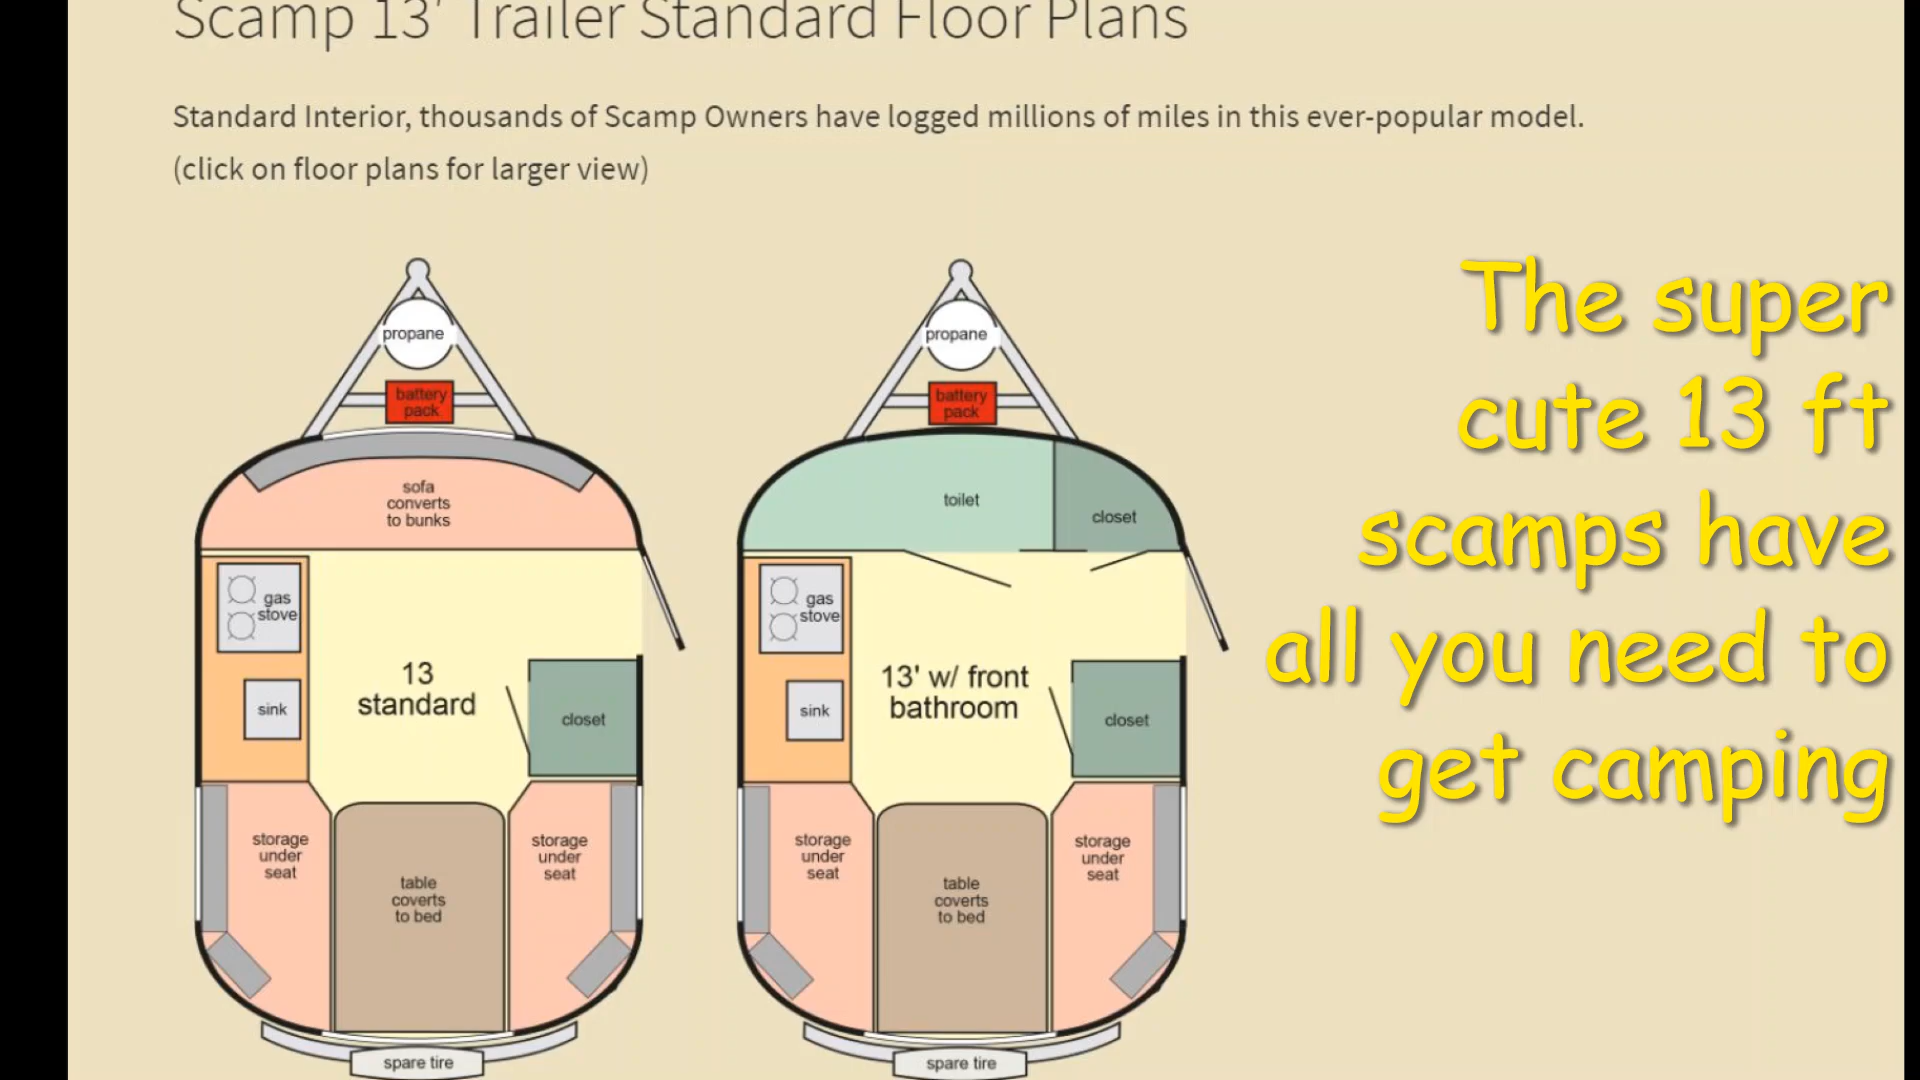 Scamp 13' Trailer Standard Floor Plans
Standard Interior, thousands of Scamp Owners have logged millions of miles in this ever-popular model.
(click on floor plans for larger view)
propane
battery
pack
sofa
converts
to bunks
gas
stove
sink
13
standard
closet
storage
under
seat
table
coverts
to bed
storage
under
seat
spare tire
propane
battery
pack
toilet
closet
gas
stove
sink
13' w/ front
bathroom
closet
storage
under
seat
table
coverts
to bed
storage
under
seat
spare tire
The super
cute 13 ft
scamps have
all you need to
get camping